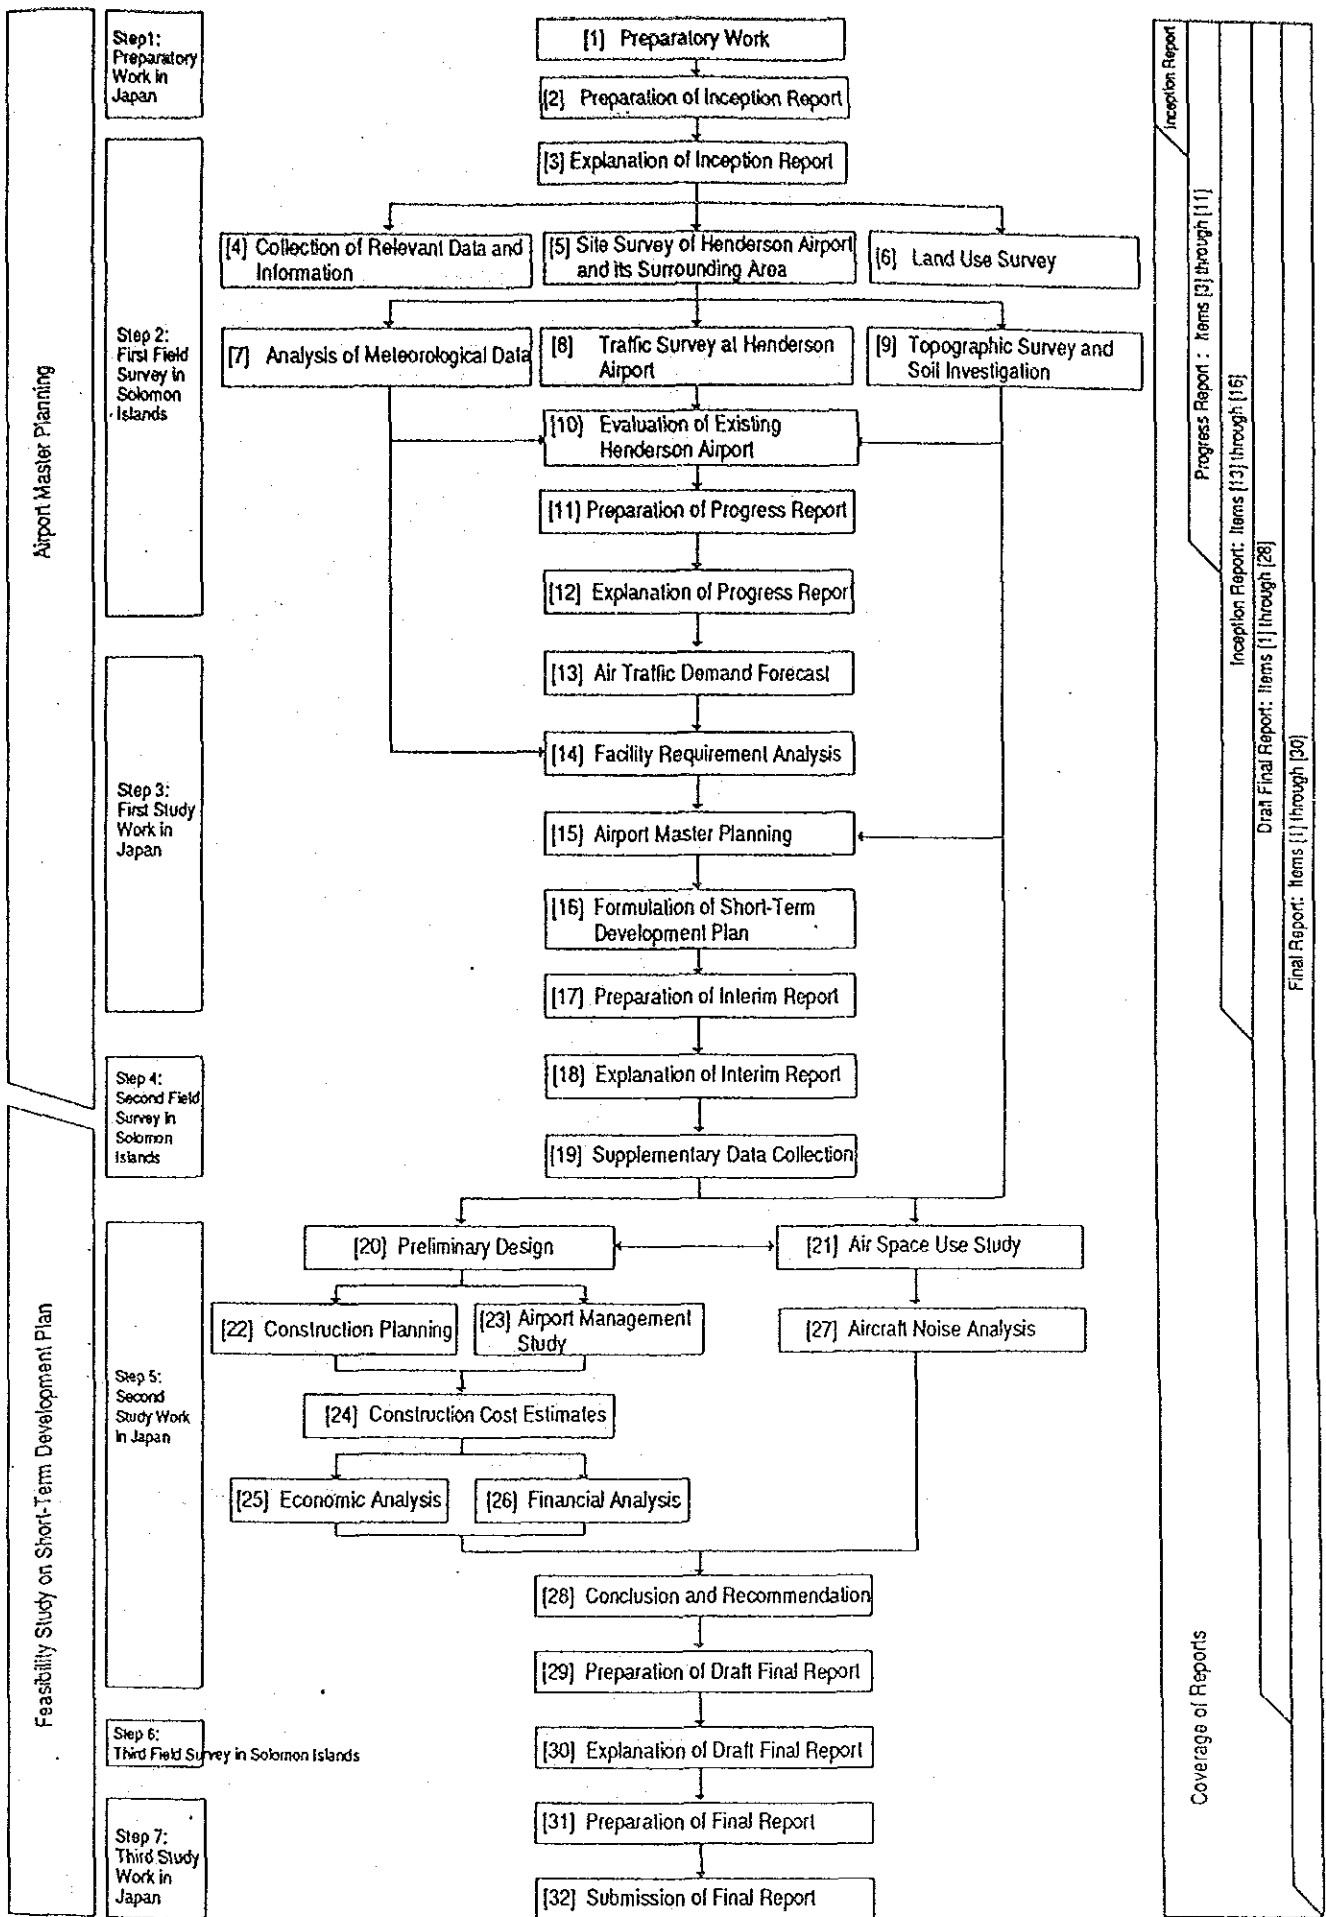 Airport Master Planning
Feasibility Study on Short-Term Development Plan
Step1:
Preparatory
Work in
Japan
Step 2:
First Field
Survey in
Solomon
Islands
Step 3:
First Study
Work in
Japan
Step 4:
Second Field
Survey in
Solomon
Islands
Step 5:
Second
Study Work
in Japan
Step 6:
Third Field Survey in Solomon Islands
Step 7:
Third Study
Work in
Japan
[1] Preparatory Work
[2] Preparation of Inception Report
[3] Explanation of Inception Report
[4] Collection of Relevant Data and
Information
[5] Site Survey of Henderson Airport
and its Surrounding Area
[6] Land Use Survey
[7] Analysis of Meteorological Data
[8] Traffic Survey at Henderson
Airport
[9] Topographic Survey and
Soil Investigation
[10] Evaluation of Existing
Henderson Airport
[11] Preparation of Progress Report
[12] Explanation of Progress Report
[13] Air Traffic Demand Forecast
[14] Facility Requirement Analysis
[15] Airport Master Planning
[16] Formulation of Short-Term
Development Plan
[17] Preparation of Interim Report
[18] Explanation of Interim Report
[19] Supplementary Data Collection
[20] Preliminary Design
[21] Air Space Use Study
[22] Construction Planning
[23] Airport Management
Study
[27] Aircraft Noise Analysis
[24] Construction Cost Estimates
[25] Economic Analysis
[26] Financial Analysis
[28] Conclusion and Recommendation
[29] Preparation of Draft Final Report
[30] Explanation of Draft Final Report
[31] Preparation of Final Report
[32] Submission of Final Report
Coverage of Reports
Inception Report
Progress Report : Items [3] through [11]
Inception Report: Items [13] through [16]
Draft Final Report: Items [1] through [28]
Final Report: Items [1] through [30]